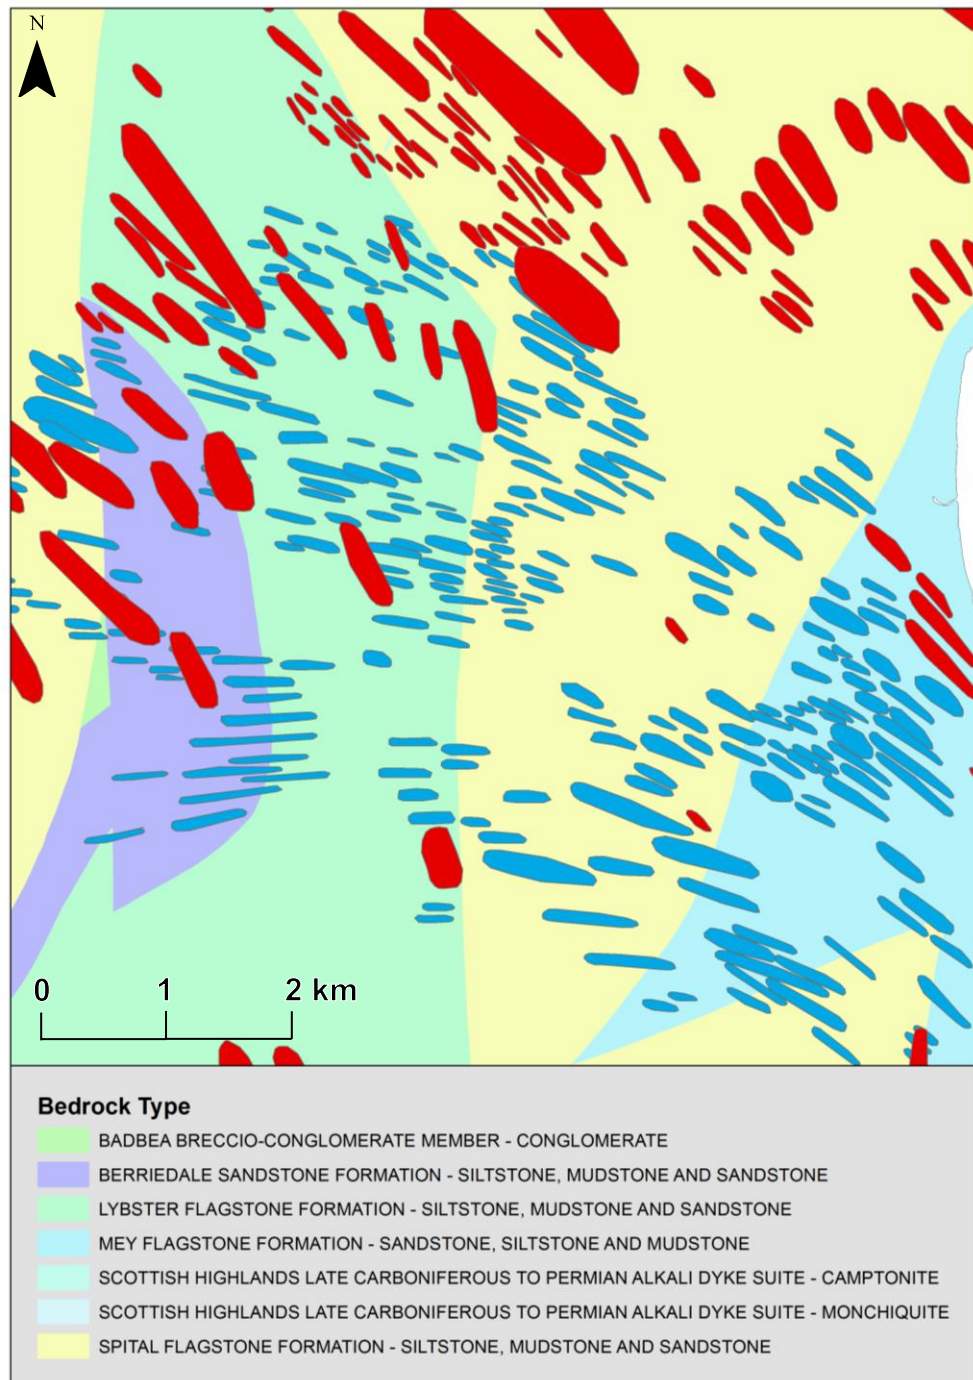 N
0 1 2 km
Bedrock Type
BADBEA BRECCIO-CONGLOMERATE MEMBER - CONGLOMERATE
BERRIEDALE SANDSTONE FORMATION - SILTSTONE, MUDSTONE AND SANDSTONE
LYBSTER FLAGSTONE FORMATION - SILTSTONE, MUDSTONE AND SANDSTONE
MEY FLAGSTONE FORMATION - SANDSTONE, SILTSTONE AND MUDSTONE
SCOTTISH HIGHLANDS LATE CARBONIFEROUS TO PERMIAN ALKALI DYKE SUITE - CAMPTONITE
SCOTTISH HIGHLANDS LATE CARBONIFEROUS TO PERMIAN ALKALI DYKE SUITE - MONCHIQUITE
SPITAL FLAGSTONE FORMATION - SILTSTONE, MUDSTONE AND SANDSTONE